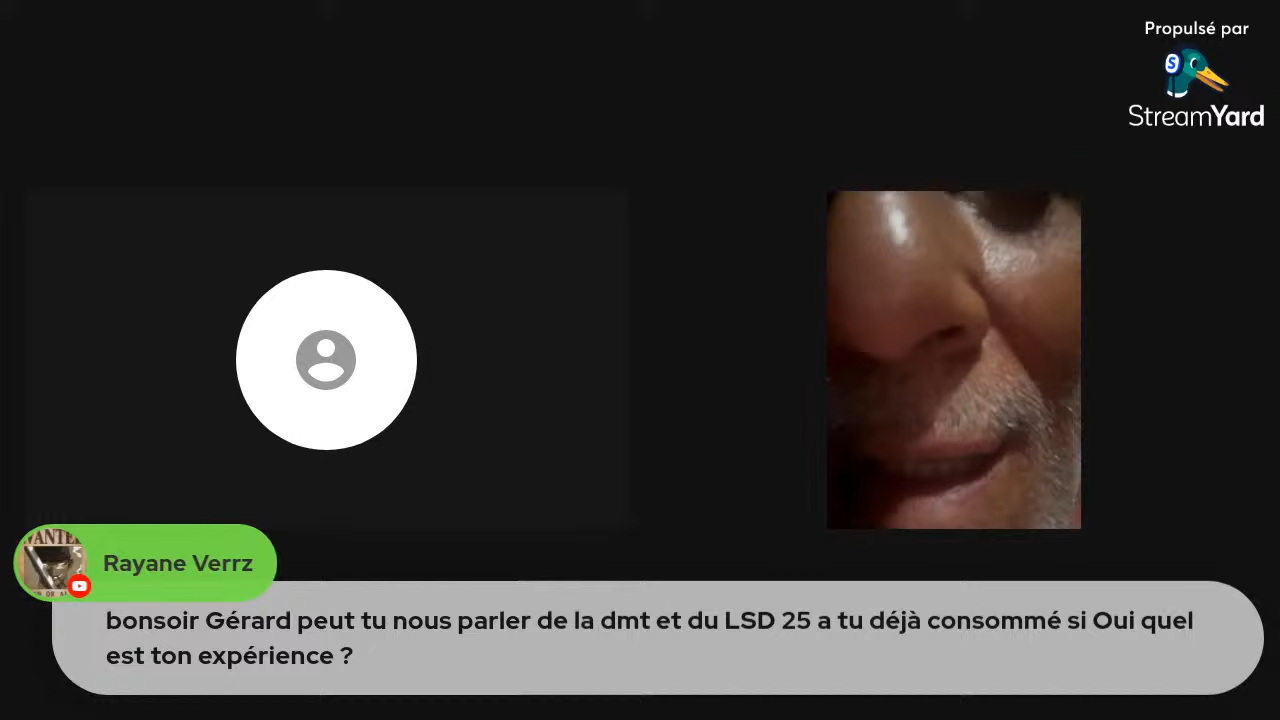 Propulsé par
StreamYard
WANTE
Rayane Verrz
bonsoir Gérard peut tu nous parler de la dmt et du LSD 25 a tu déjà consommé si Oui quel
est ton expérience ?